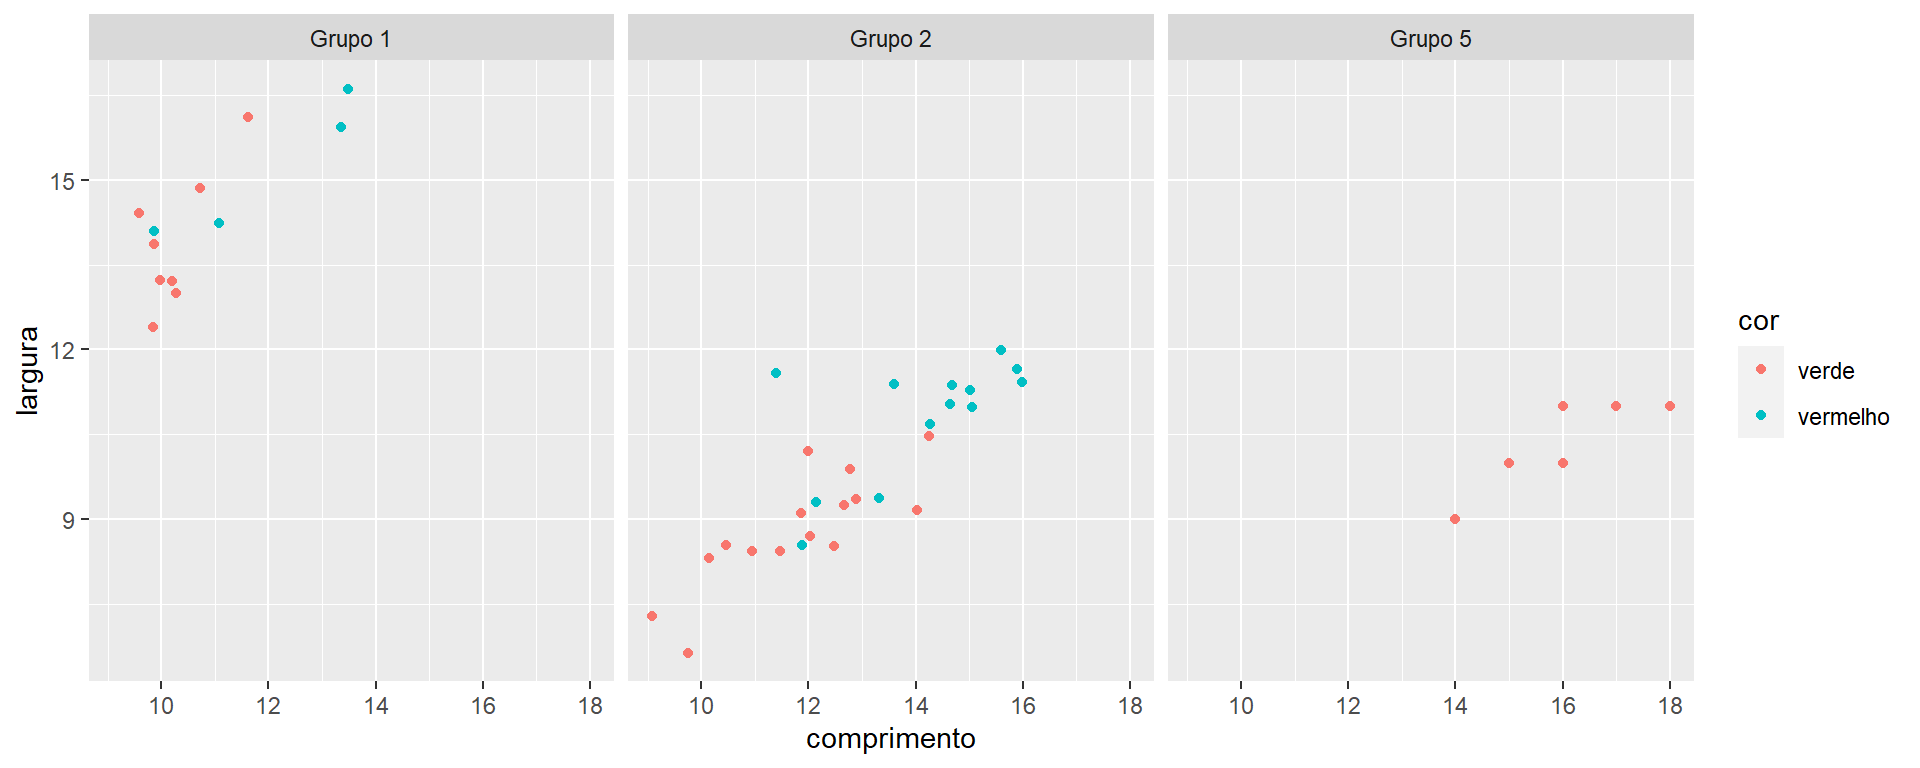 Grupo 1
Grupo 2
Grupo 5
largura
15
12
9
10 12 14 16 18
10 12 14 16 18
10 12 14 16 18
comprimento
cor
verde
vermelho